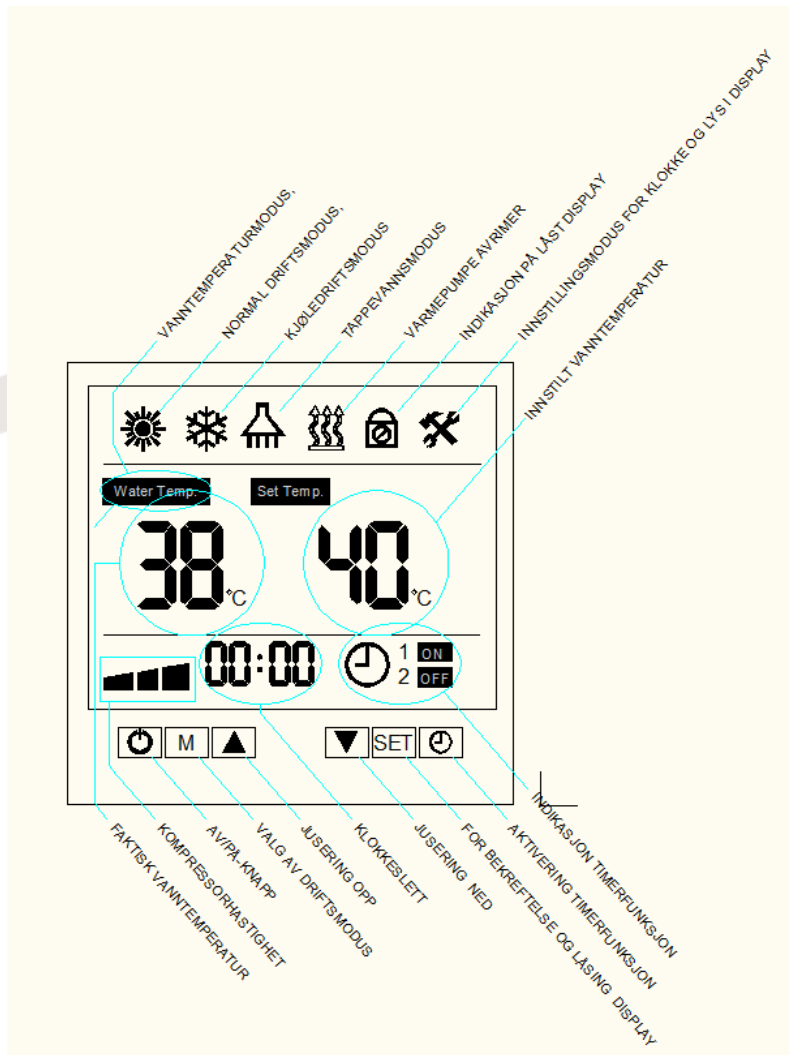 VANNTEMPERATURMODUS,
NORMAL DRIFTSMODUS,
KJØLEDRIFTSMODUS
TAPPEVANNSMODUS
VARMEPUMPE AVRIMER
INDIKASJON PÅ LÅST DISPLAY
INNSTILLINGSMODUS FOR KLOKKE OG LYS I DISPLAY
INNSTILT VANNTEMPERATUR
Water Temp.
Set Temp.
38 °C
40 °C
00:00
1 ON
2 OFF
M
SET
FAKTISK VANNTEMPERATUR
KOMPRESSORHASTIGHET
AV/PÅ-KNAPP
VALG AV DRIFTSMODUS
JUSERING OPP
KLOKKESLETT
JUSERING NED
FOR BEKREFTELSE OG LÅSING DISPLAY
AKTIVERING TIMERFUNKSJON
INDIKASJON TIMERFUNKSJON